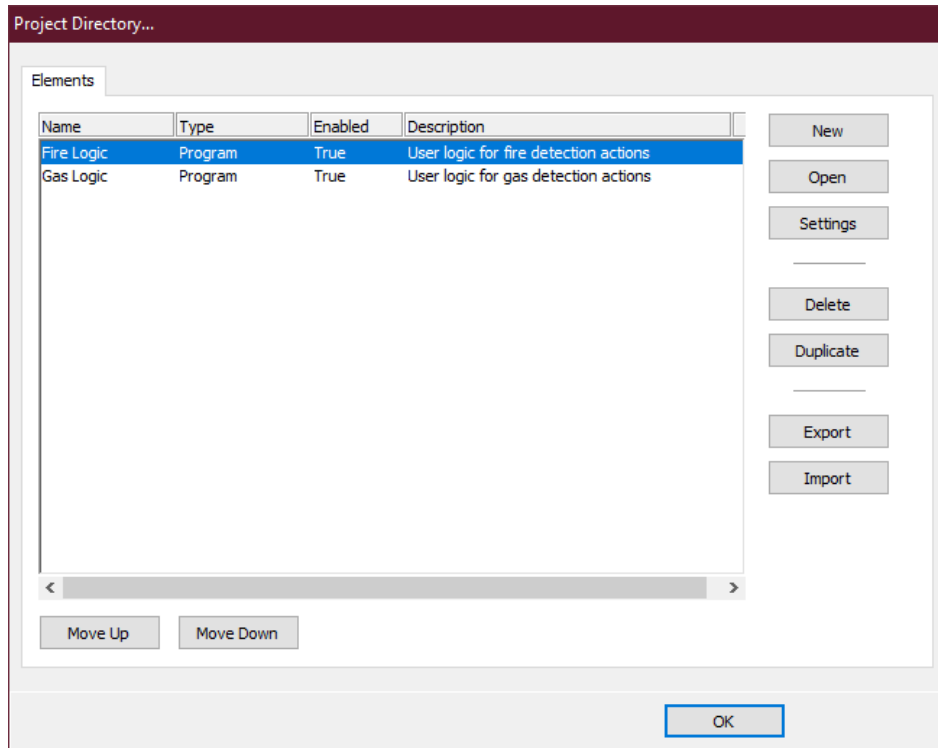 Project Directory...
Elements
Name Type Enabled Description
Fire Logic Program True User logic for fire detection actions
Gas Logic Program True User logic for gas detection actions
New
Open
Settings
Delete
Duplicate
Export
Import
Move Up Move Down
OK